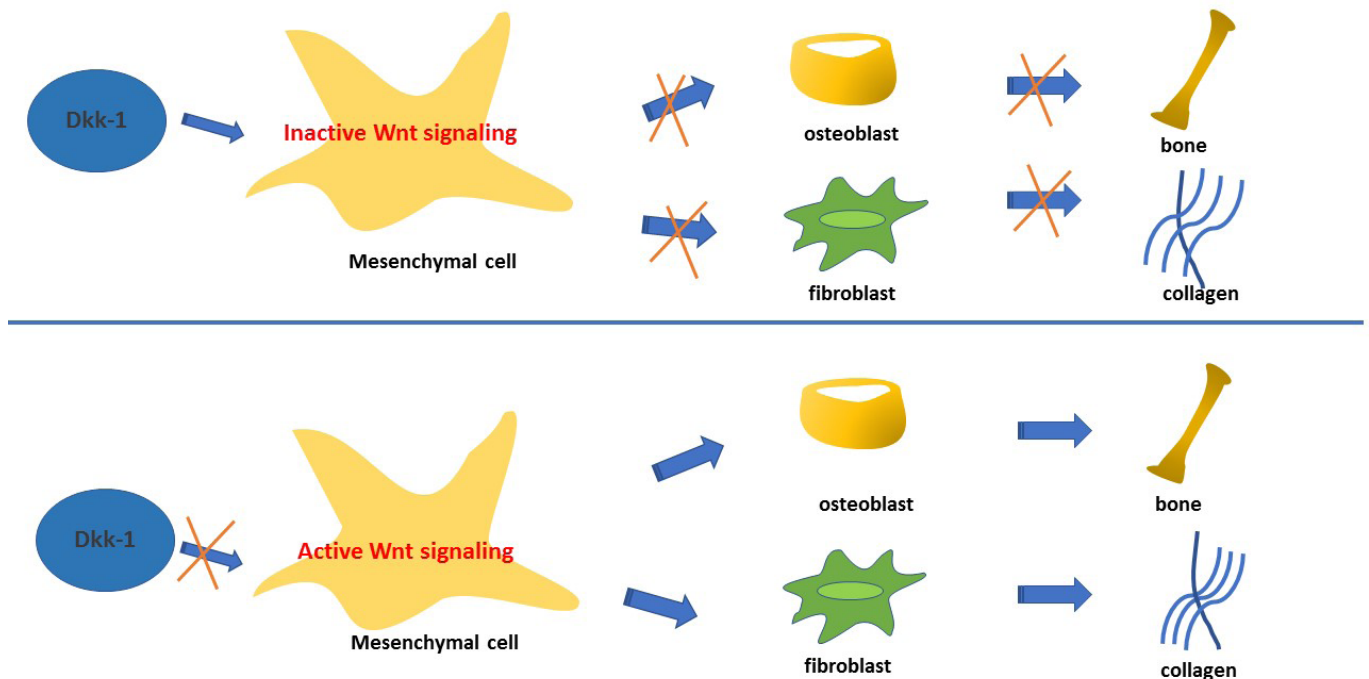 Dkk-1
Inactive Wnt signaling
Mesenchymal cell
osteoblast
bone
fibroblast
collagen
Dkk-1
Active Wnt signaling
Mesenchymal cell
osteoblast
bone
fibroblast
collagen